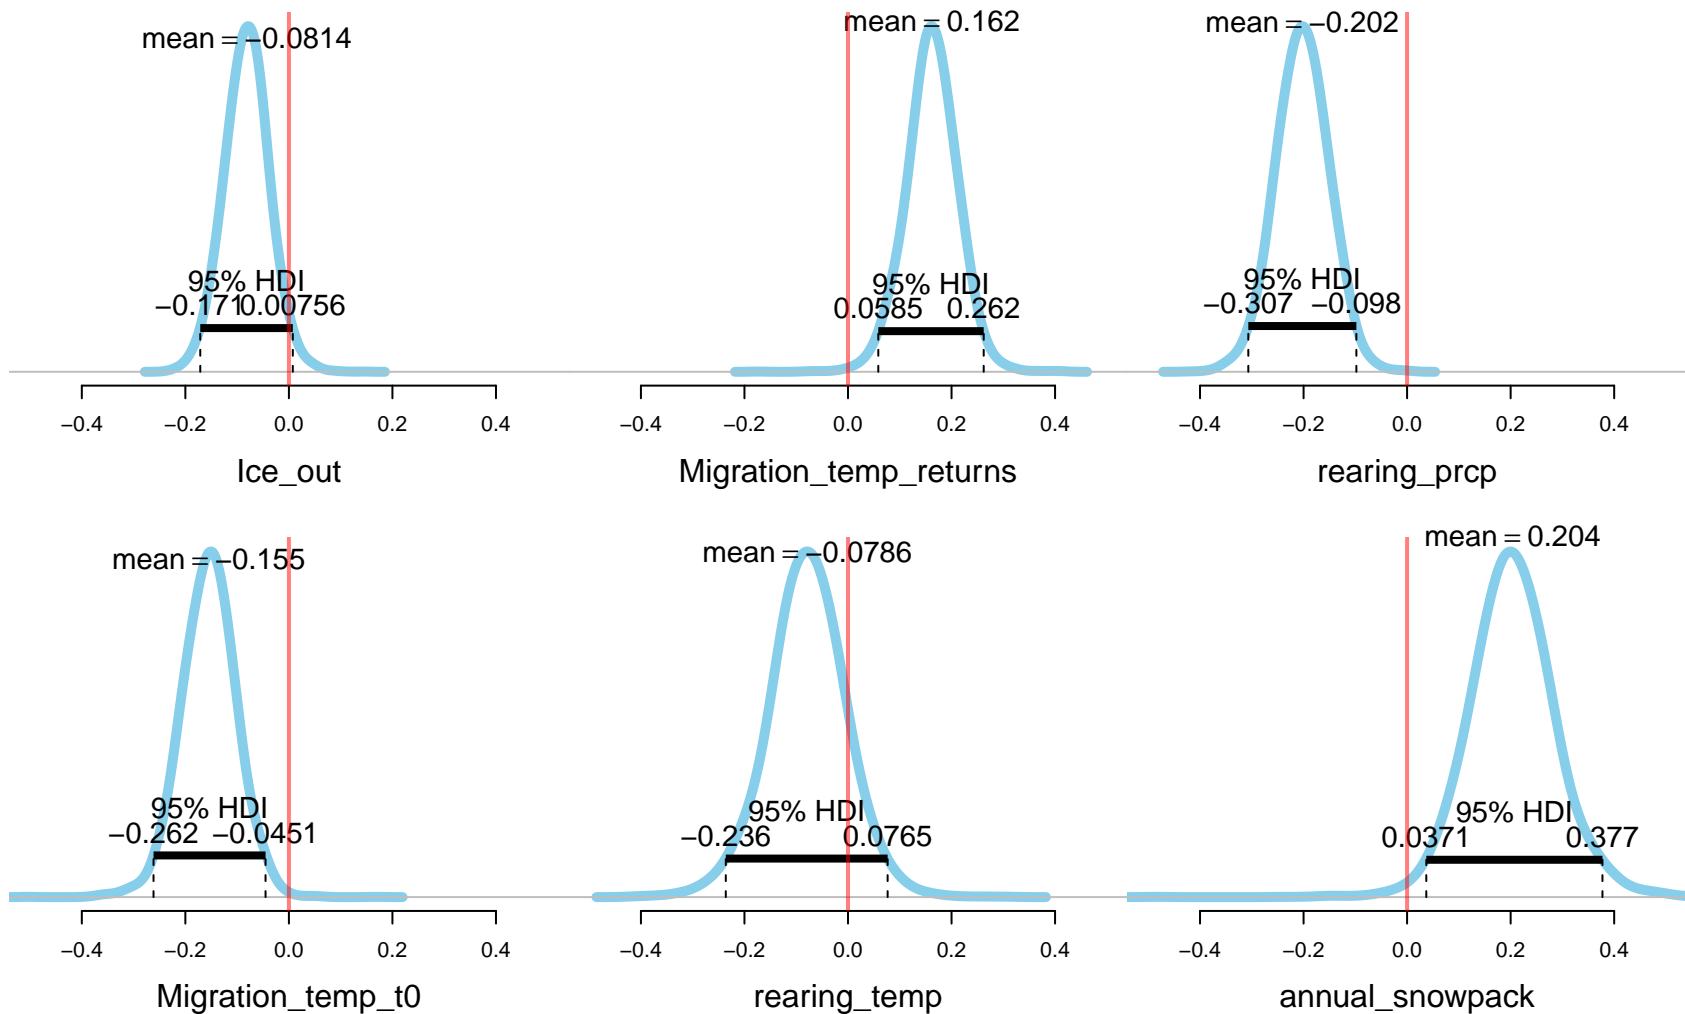 mean = −0.0814
95% HDI
−0.171 0.00756
−0.4 −0.2 0.0 0.2 0.4
Ice_out
mean = 0.162
95% HDI
0.0585 0.262
−0.4 −0.2 0.0 0.2 0.4
Migration_temp_returns
mean = −0.202
95% HDI
−0.307 −0.098
−0.4 −0.2 0.0 0.2 0.4
rearing_prcp
mean = −0.155
95% HDI
−0.262 −0.0451
−0.4 −0.2 0.0 0.2 0.4
Migration_temp_t0
mean = −0.0786
95% HDI
−0.236 0.0765
−0.4 −0.2 0.0 0.2 0.4
rearing_temp
mean = 0.204
95% HDI
0.0371 0.377
−0.4 −0.2 0.0 0.2 0.4
annual_snowpack